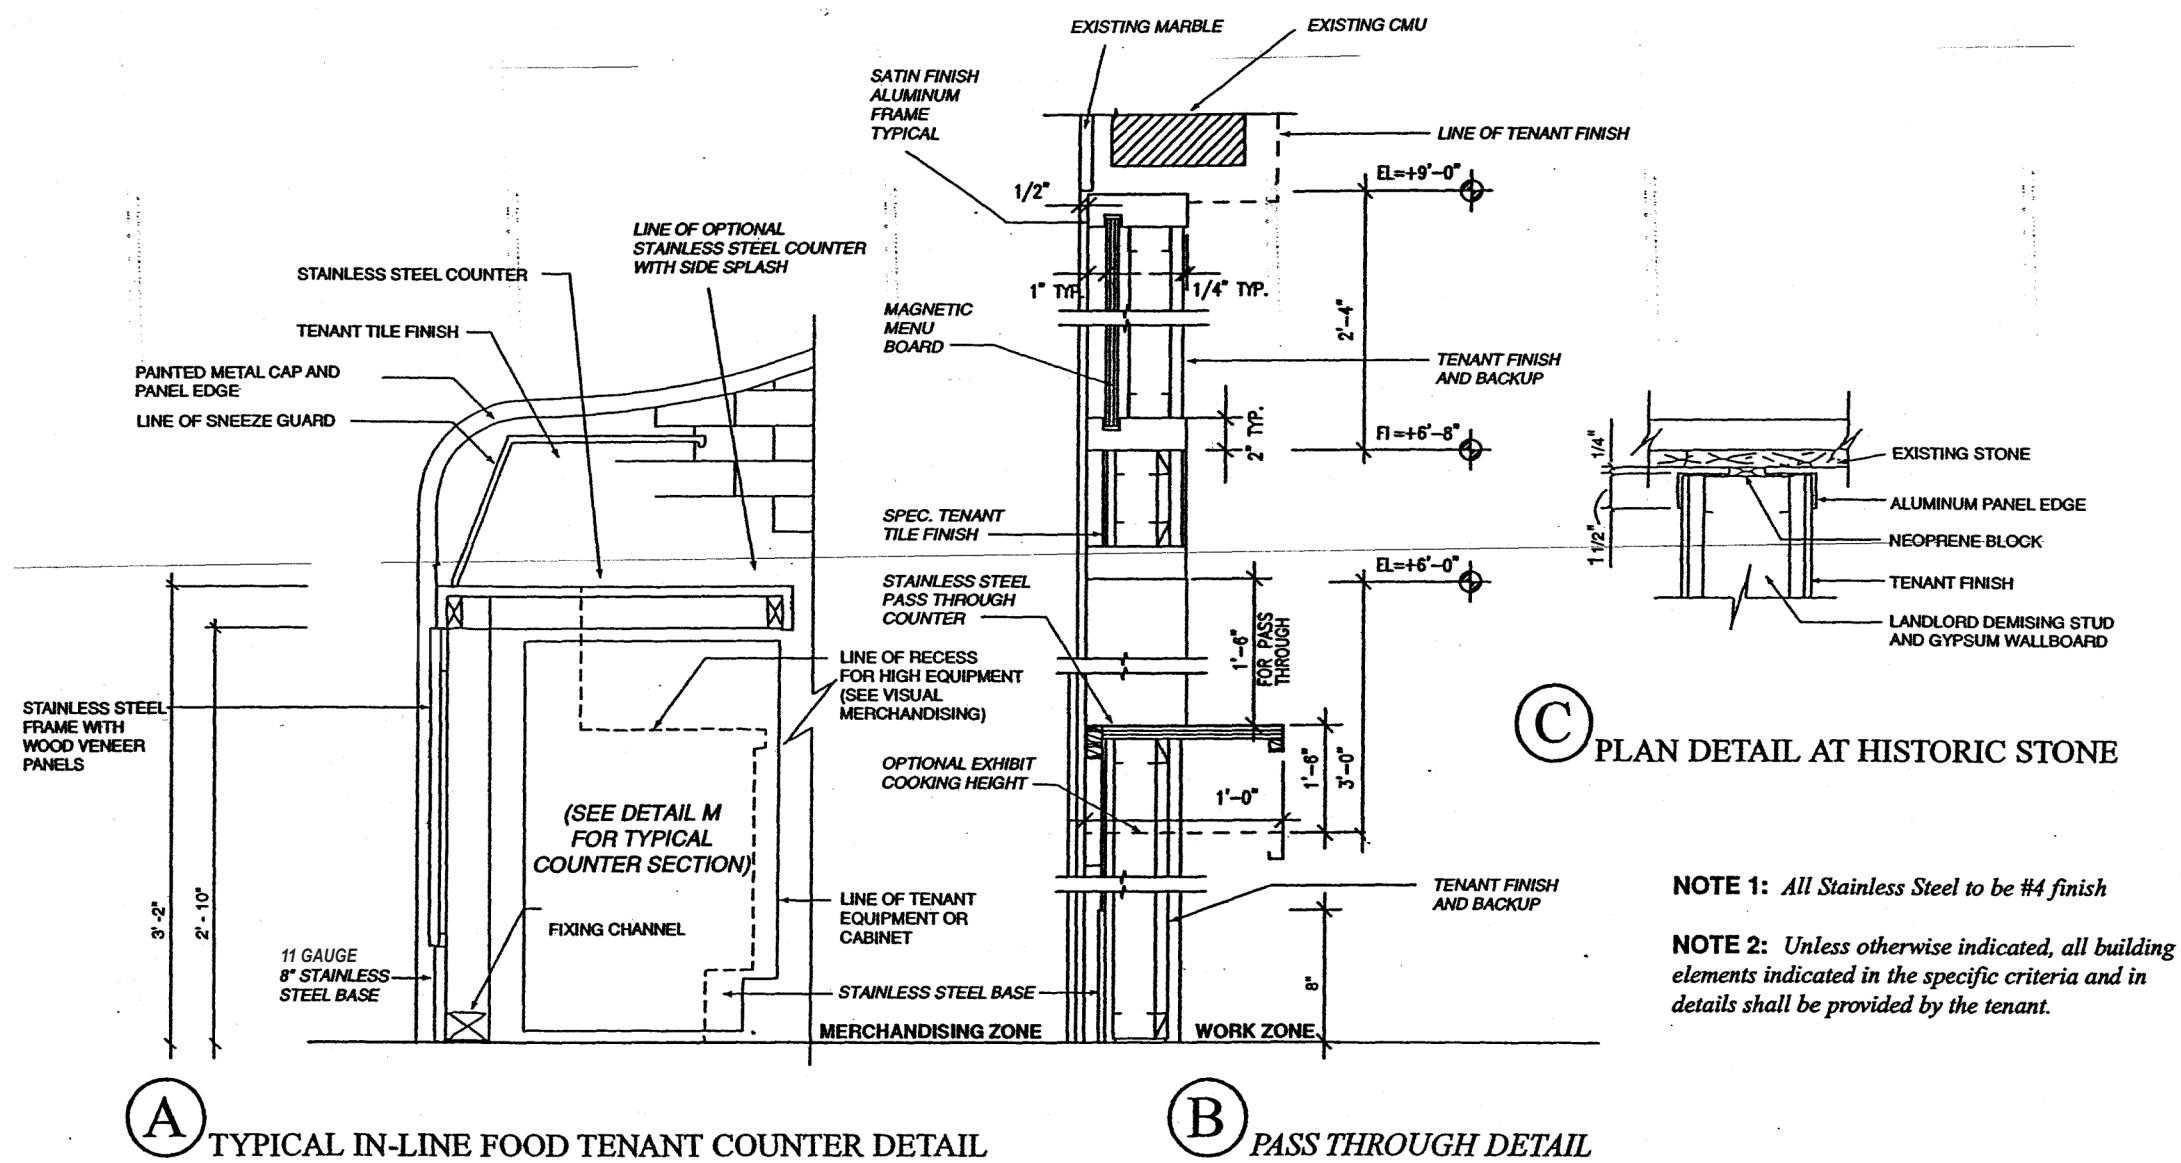 EXISTING MARBLE
EXISTING CMU
SATIN FINISH
ALUMINUM
FRAME
TYPICAL
LINE OF TENANT FINISH
EL=+9'-0"
1/2"
LINE OF OPTIONAL
STAINLESS STEEL COUNTER
WITH SIDE SPLASH
STAINLESS STEEL COUNTER
1" TYP.
1/4" TYP.
TENANT TILE FINISH
MAGNETIC
MENU
BOARD
2'-4"
PAINTED METAL CAP AND
PANEL EDGE
TENANT FINISH
AND BACKUP
LINE OF SNEEZE GUARD
2" TYP.
FI=+6'-8"
1/4"
EXISTING STONE
ALUMINUM PANEL EDGE
SPEC. TENANT
TILE FINISH
1 1/2"
NEOPRENE BLOCK
EL=+6'-0"
STAINLESS STEEL
PASS THROUGH
COUNTER
TENANT FINISH
LANDLORD DEMISING STUD
AND GYPSUM WALLBOARD
1'-6"
FOR PASS
THROUGH
LINE OF RECESS
FOR HIGH EQUIPMENT
(SEE VISUAL
MERCHANDISING)
STAINLESS STEEL
FRAME WITH
WOOD VENEER
PANELS
C
PLAN DETAIL AT HISTORIC STONE
OPTIONAL EXHIBIT
COOKING HEIGHT
1'-0"
1'-6"
3'-0"
(SEE DETAIL M
FOR TYPICAL
COUNTER SECTION)
3'-2"
2'-10"
LINE OF TENANT
EQUIPMENT OR
CABINET
TENANT FINISH
AND BACKUP
NOTE 1: All Stainless Steel to be #4 finish
FIXING CHANNEL
NOTE 2: Unless otherwise indicated, all building
elements indicated in the specific criteria and in
details shall be provided by the tenant.
11 GAUGE
8" STAINLESS
STEEL BASE
STAINLESS STEEL BASE
8"
MERCHANDISING ZONE
WORK ZONE
A
TYPICAL IN-LINE FOOD TENANT COUNTER DETAIL
B
PASS THROUGH DETAIL